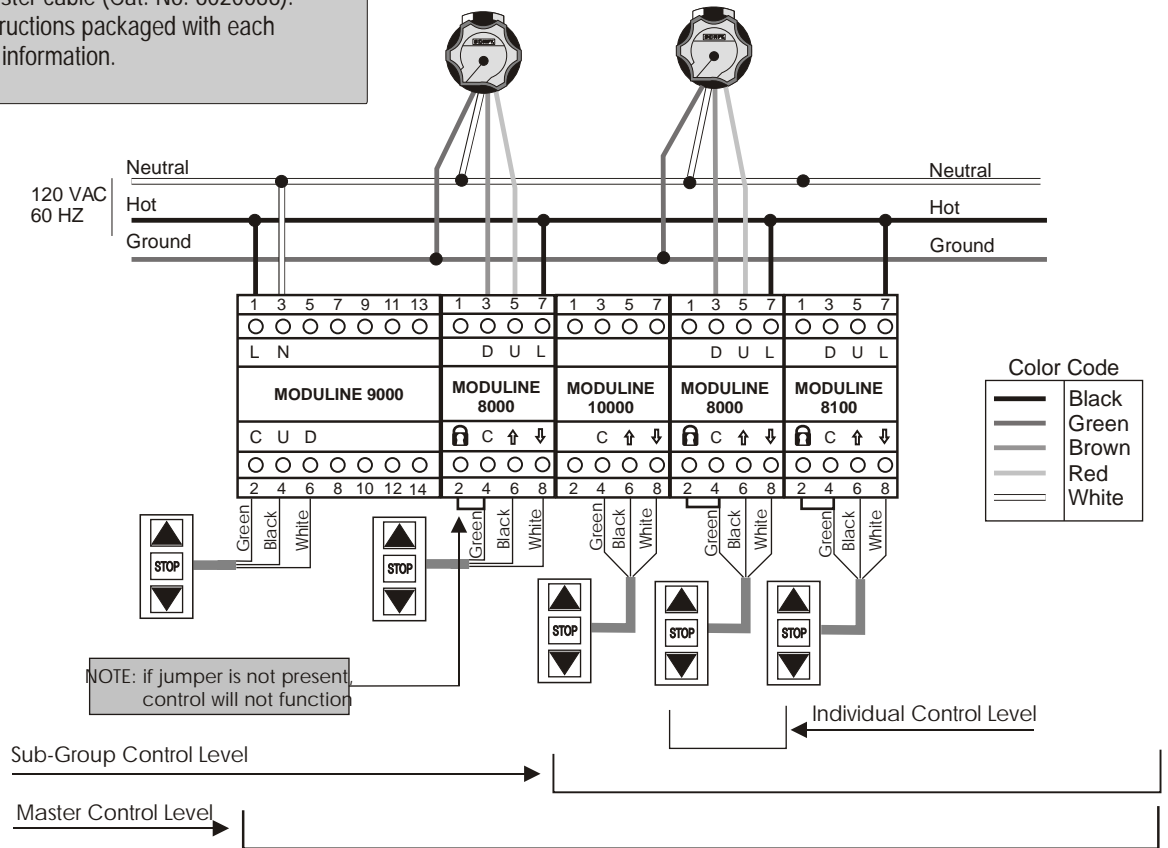 ster cable (Cat. No.
ructions packaged with each
information.
SOMFY SOMFY
Neutral Neutral
120 VAC
60 HZ
Hot Hot
Ground Ground
1 3 5 7 9 11 13 1 3 5 7 1 3 5 7 1 3 5 7 1 3 5 7
L N D U L D U L D U L
MODULINE 9000
MODULINE
8000
MODULINE
10000
MODULINE
8000
MODULINE
8100
C U D C ⇧ ⇩ C ⇧ ⇩ C ⇧ ⇩ C ⇧ ⇩
2 4 6 8 10 12 14 2 4 6 8 2 4 6 8 2 4 6 8 2 4 6 8
Green Black White Green Black White Green Black White Green Black White Green Black White
Color Code
Black
Green
Brown
Red
White
STOP STOP STOP STOP STOP
NOTE: if jumper is not present,
control will not function
Individual Control Level
Sub-Group Control Level
Master Control Level